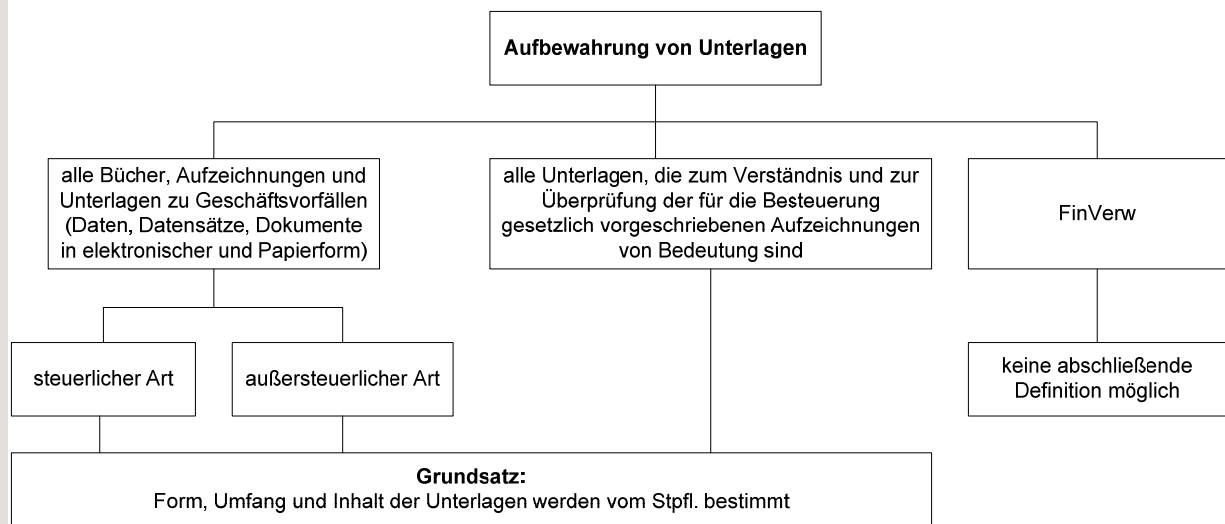 Aufbewahrung von Unterlagen
alle Bücher, Aufzeichnungen und
Unterlagen zu Geschäftsvorfällen
(Daten, Datensätze, Dokumente
in elektronischer und Papierform)
alle Unterlagen, die zum Verständnis und zur
Überprüfung der für die Besteuerung
gesetzlich vorgeschriebenen Aufzeichnungen
von Bedeutung sind
FinVerw
steuerlicher Art
außersteuerlicher Art
keine abschließende
Definition möglich
Grundsatz:
Form, Umfang und Inhalt der Unterlagen werden vom Stpfl. bestimmt